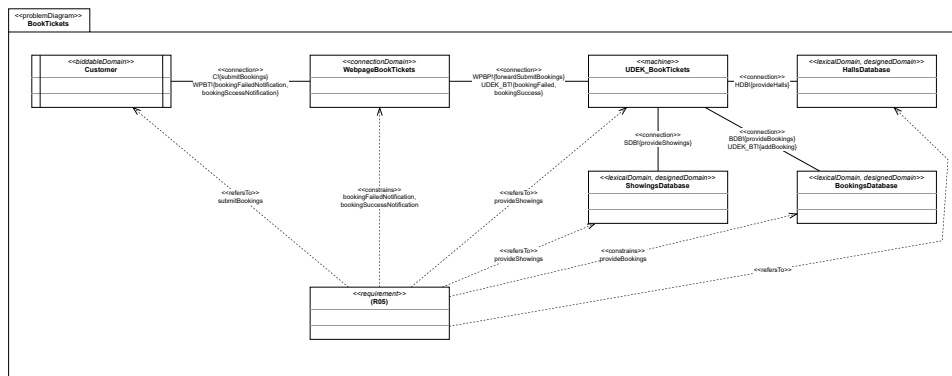 <<problemDiagram>>
BookTickets
<<biddableDomain>>
Customer
<<connection>>
C!{submitBookings}
WPBT!{bookingFailedNotification,
bookingSccessNotification}
<<connectionDomain>>
WebpageBookTickets
<<connection>>
WPBP!{forwardSubmitBookings}
UDEK_BT!{bookingFailed,
bookingSuccess}
<<machine>>
UDEK_BookTickets
<<connection>>
HDB!{provideHalls}
<<lexicalDomain, designedDomain>>
HallsDatabase
<<connection>>
SDB!{provideShowings}
<<connection>>
BDB!{provideBookings}
UDEK_BT!{addBooking}
<<lexicalDomain, designedDomain>>
ShowingsDatabase
<<lexicalDomain, designedDomain>>
BookingsDatabase
<<refersTo>>
submitBookings
<<constrains>>
bookingFailedNotification,
bookingSuccessNotification
<<refersTo>>
provideShowings
<<refersTo>>
provideShowings
<<constrains>>
provideBookings
<<refersTo>>
<<requirement>>
(R05)